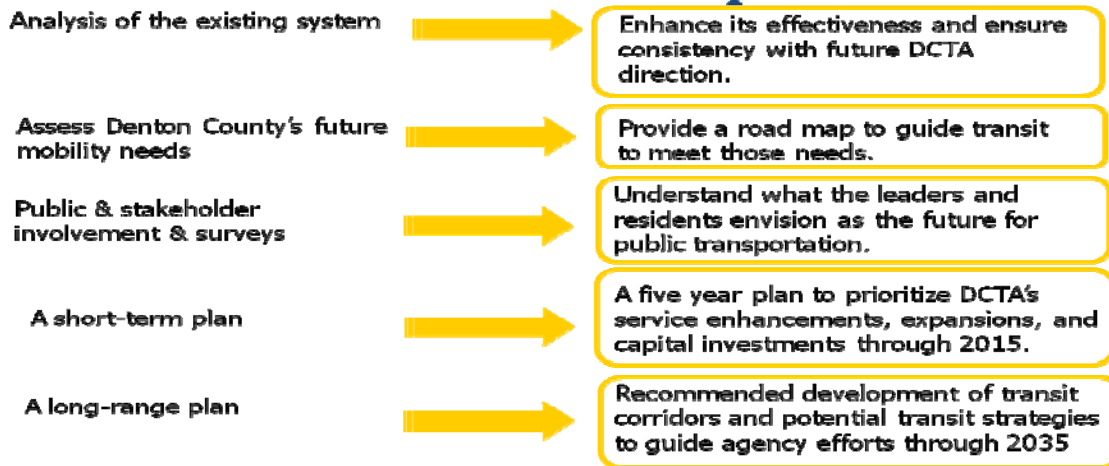 Analysis of the existing system
Enhance its effectiveness and ensure
consistency with future DCTA
direction.
Assess Denton County's future
mobility needs
Provide a road map to guide transit
to meet those needs.
Public & stakeholder
involvement & surveys
Understand what the leaders and
residents envision as the future for
public transportation.
A short-term plan
A five year plan to prioritize DCTA's
service enhancements, expansions, and
capital investments through 2015.
A long-range plan
Recommended development of transit
corridors and potential transit strategies
to guide agency efforts through 2035